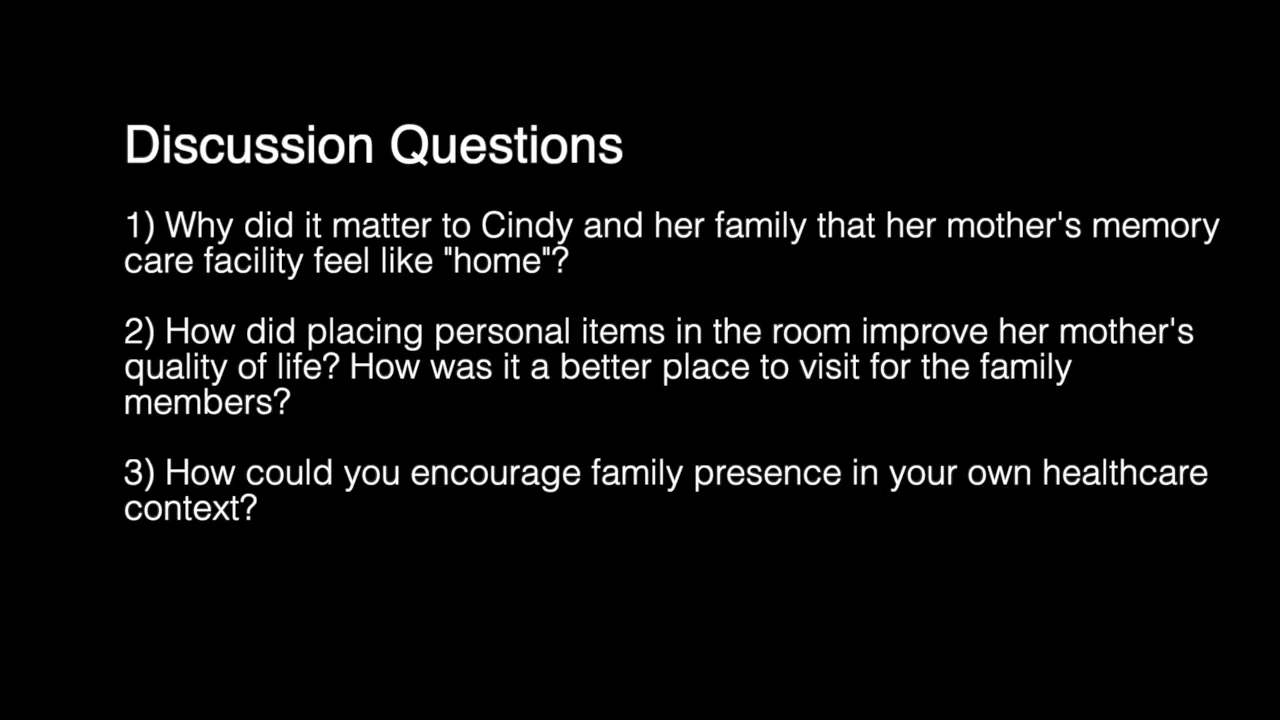 Discussion Questions
1) Why did it matter to Cindy and her family that her mother's memory
care facility feel like "home"?
2) How did placing personal items in the room improve her mother's
quality of life? How was it a better place to visit for the family
members?
3) How could you encourage family presence in your own healthcare
context?